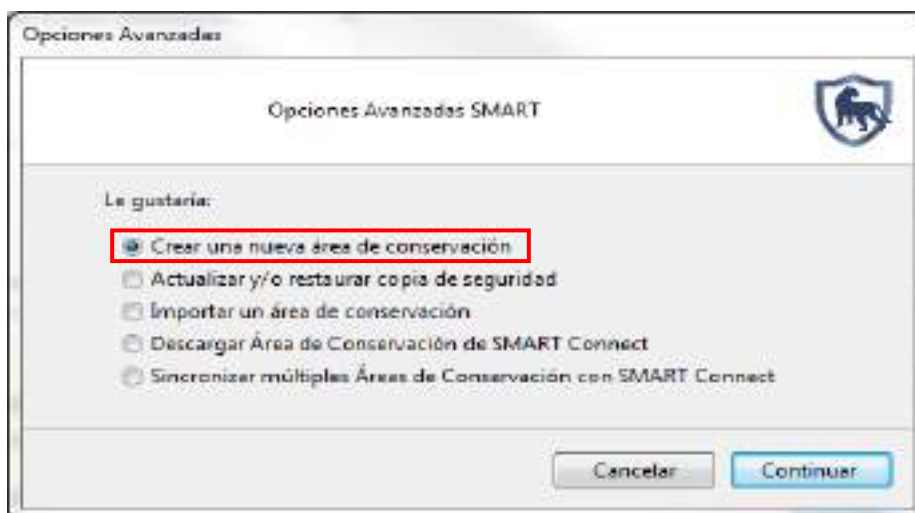 Opciones Avanzadas
Opciones Avanzadas SMART
Le gustaría:
Crear una nueva área de conservación
Actualizar y/o restaurar copia de seguridad
Importar un área de conservación
Descargar Área de Conservación de SMART Connect
Sincronizar múltiples Áreas de Conservación con SMART Connect
Cancelar
Continuar